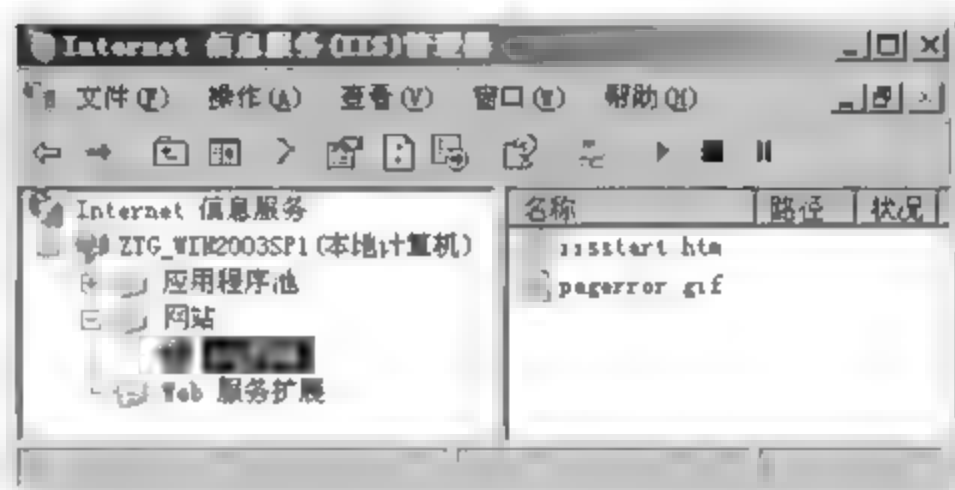 Internet 信息服务(IIS)管理器
文件(F) 操作(A) 查看(V) 窗口(W) 帮助(H)
Internet 信息服务
ZTG_WIN2003SP1(本地计算机)
应用程序池
网站
Web 服务扩展
名称 路径 状况
iisstart htm
pagerror gif